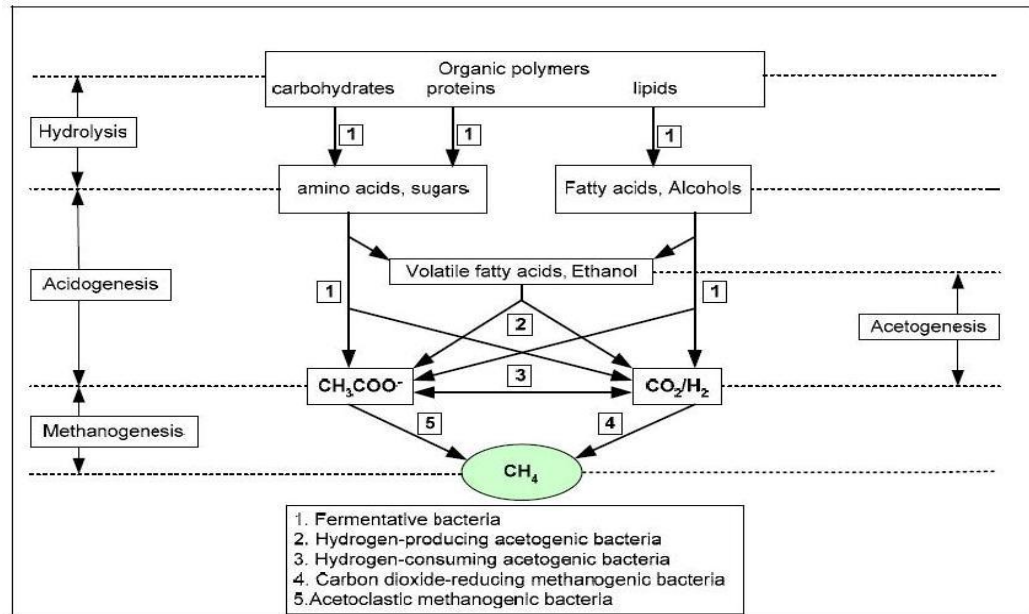 Organic polymers
carbohydrates proteins lipids
1 1 1
Hydrolysis
amino acids, sugars Fatty acids, Alcohols
Volatile fatty acids, Ethanol
Acidogenesis 1 1
2 Acetogenesis
3
CH₃COO⁻ CO₂/H₂
Methanogenesis 5 4
CH₄
1. Fermentative bacteria
2. Hydrogen-producing acetogenic bacteria
3. Hydrogen-consuming acetogenic bacteria
4. Carbon dioxide-reducing methanogenic bacteria
5.Acetoclastic methanogenic bacteria